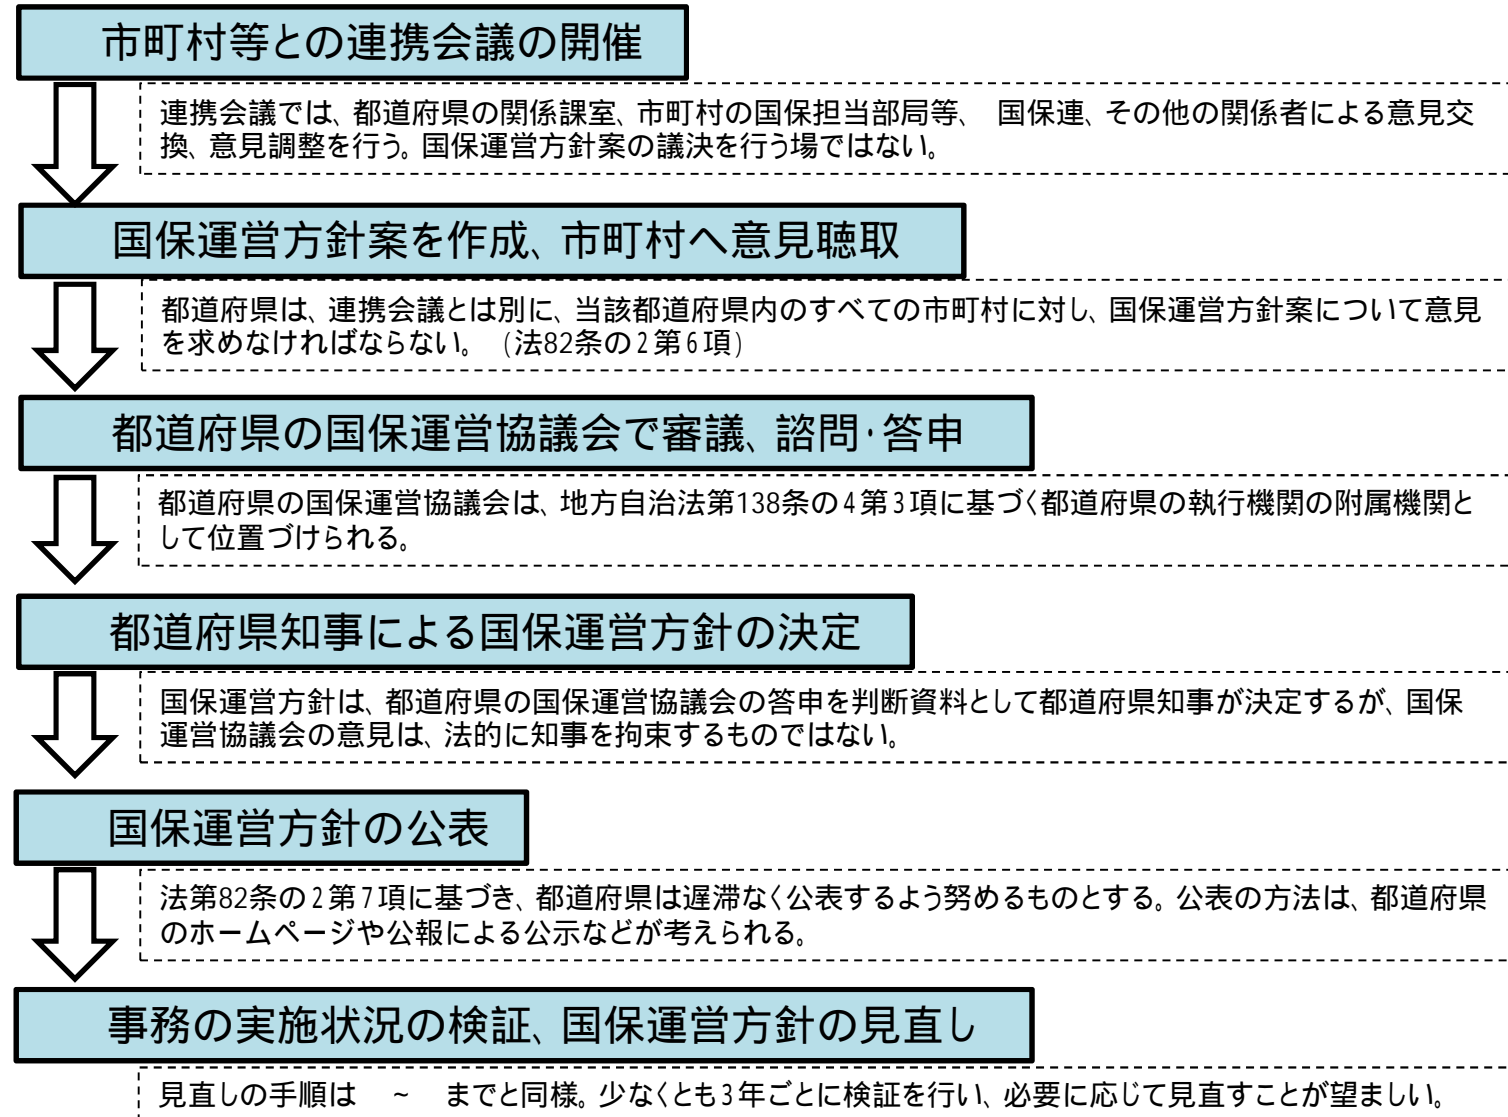 市町村等との連携会議の開催
連携会議では、都道府県の関係課室、市町村の国保担当部局等、 国保連、その他の関係者による意見交
換、意見調整を行う。国保運営方針案の議決を行う場ではない。
国保運営方針案を作成、市町村へ意見聴取
都道府県は、連携会議とは別に、当該都道府県内のすべての市町村に対し、国保運営方針案について意見
を求めなければならない。（法82条の2第6項）
都道府県の国保運営協議会で審議、諮問・答申
都道府県の国保運営協議会は、地方自治法第138条の4第3項に基づく都道府県の執行機関の附属機関と
して位置づけられる。
都道府県知事による国保運営方針の決定
国保運営方針は、都道府県の国保運営協議会の答申を判断資料として都道府県知事が決定するが、国保
運営協議会の意見は、法的に知事を拘束するものではない。
国保運営方針の公表
法第82条の2第7項に基づき、都道府県は遅滞なく公表するよう努めるものとする。公表の方法は、都道府県
のホームページや公報による公示などが考えられる。
事務の実施状況の検証、国保運営方針の見直し
見直しの手順は　~　までと同様。少なくとも3年ごとに検証を行い、必要に応じて見直すことが望ましい。